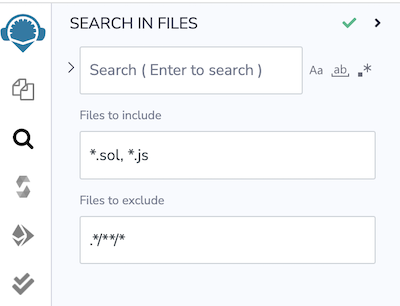 SEARCH IN FILES
Search ( Enter to search )
Aa ab .*
Files to include
*.sol, *.js
Files to exclude
.*/**/*